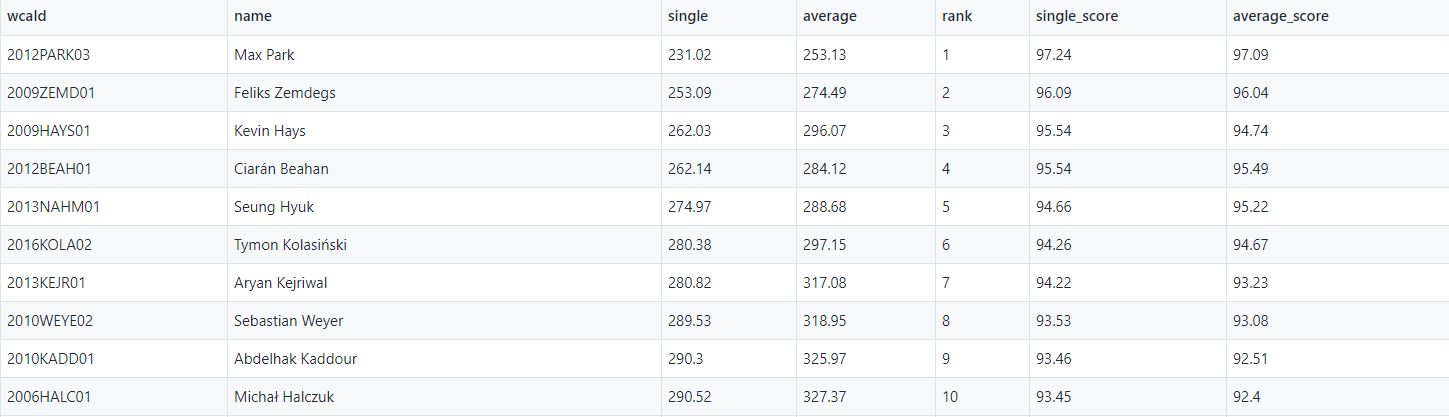 wcaId name single average rank single_score average_score
2012PARK03 Max Park 231.02 253.13 1 97.24 97.09
2009ZEMD01 Feliks Zemdegs 253.09 274.49 2 96.09 96.04
2009HAYS01 Kevin Hays 262.03 296.07 3 95.54 94.74
2012BEAH01 Ciarán Beahan 262.14 284.12 4 95.54 95.49
2013NAHM01 Seung Hyuk 274.97 288.68 5 94.66 95.22
2016KOLA02 Tymon Kolasiński 280.38 297.15 6 94.26 94.67
2013KEJR01 Aryan Kejriwal 280.82 317.08 7 94.22 93.23
2010WEYE02 Sebastian Weyer 289.53 318.95 8 93.53 93.08
2010KADD01 Abdelhak Kaddour 290.3 325.97 9 93.46 92.51
2006HALC01 Michał Halczuk 290.52 327.37 10 93.45 92.4